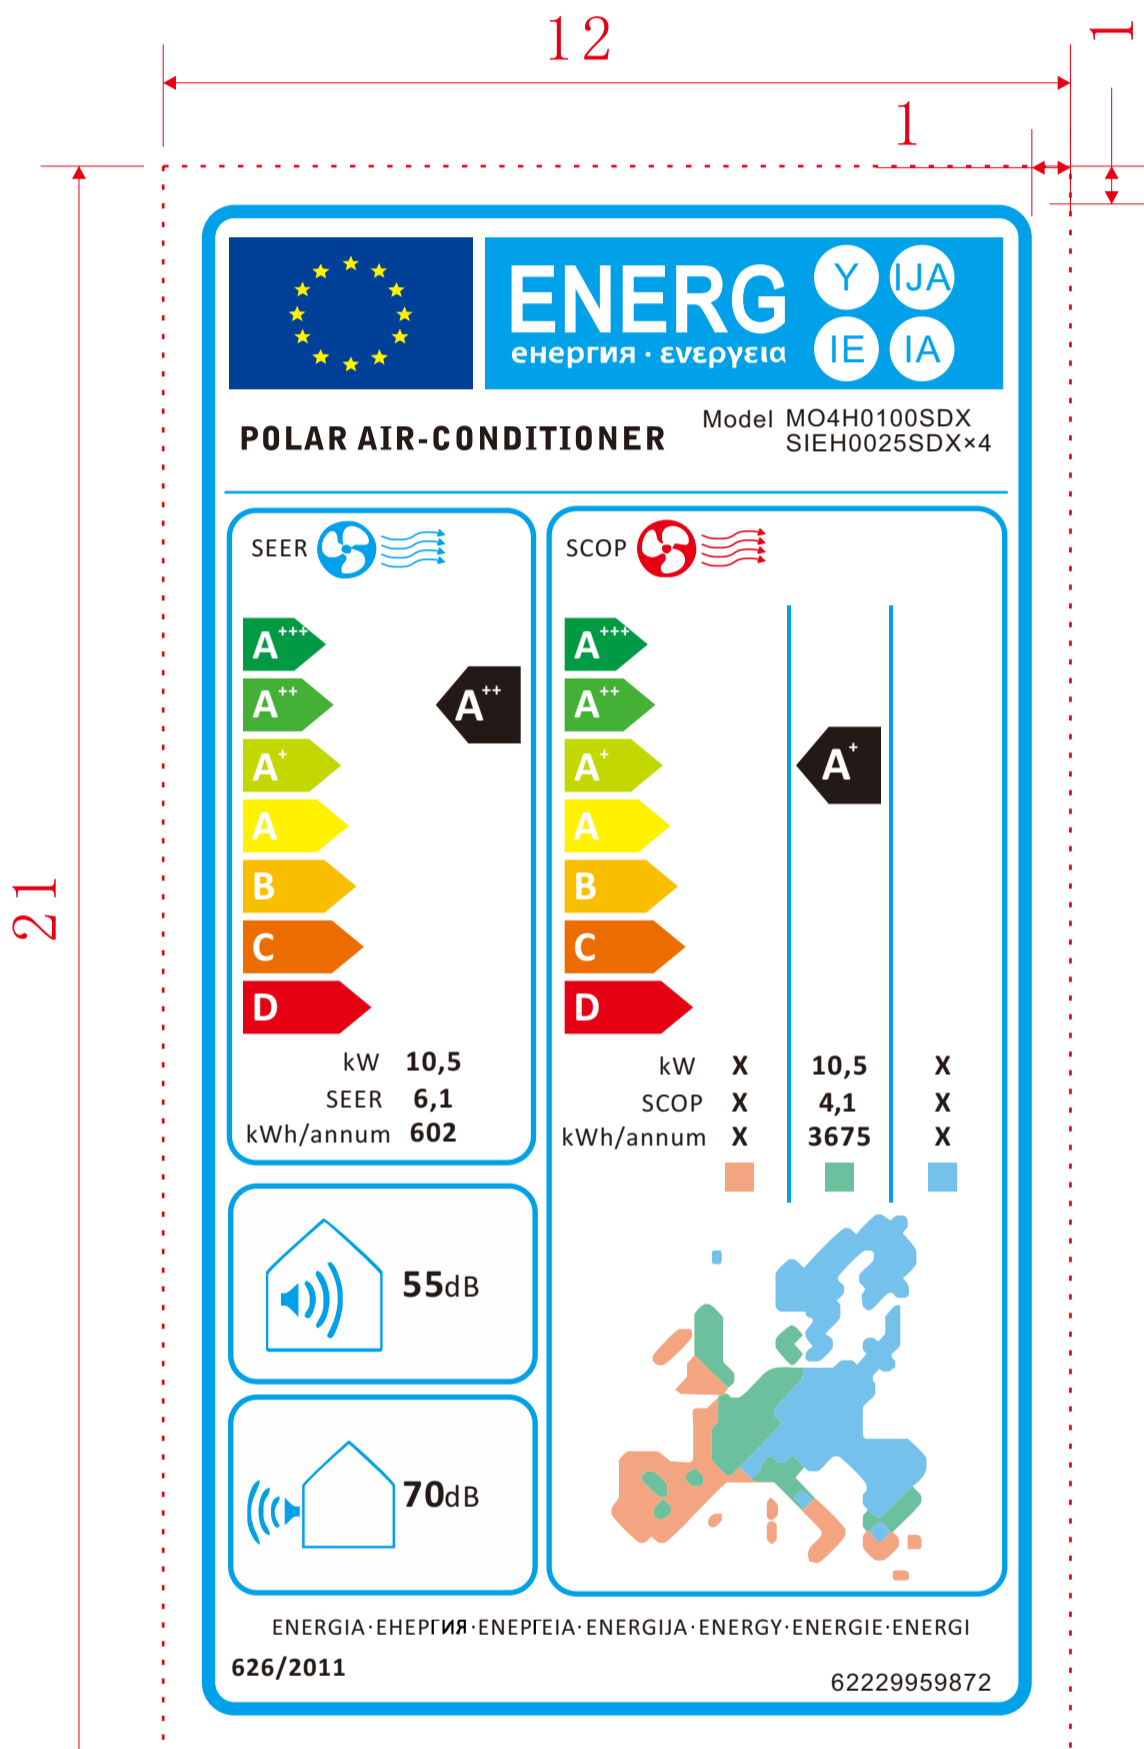 12
1
1
21
ENERG
енергия · ενεργεια
Y
IJA
IE
IA
POLAR AIR-CONDITIONER
Model MO4H0100SDX
SIEH0025SDX×4
SEER
A+++
A++
A+
A
B
C
D
A++
kW 10,5
SEER 6,1
kWh/annum 602
SCOP
A+++
A++
A+
A
B
C
D
A+
kW X 10,5 X
SCOP X 4,1 X
kWh/annum X 3675 X
55dB
70dB
ENERGIA·ЕНЕРГИЯ·ΕΝΕΡΓΕΙΑ·ENERGIJA·ENERGY·ENERGIE·ENERGI
626/2011
62229959872